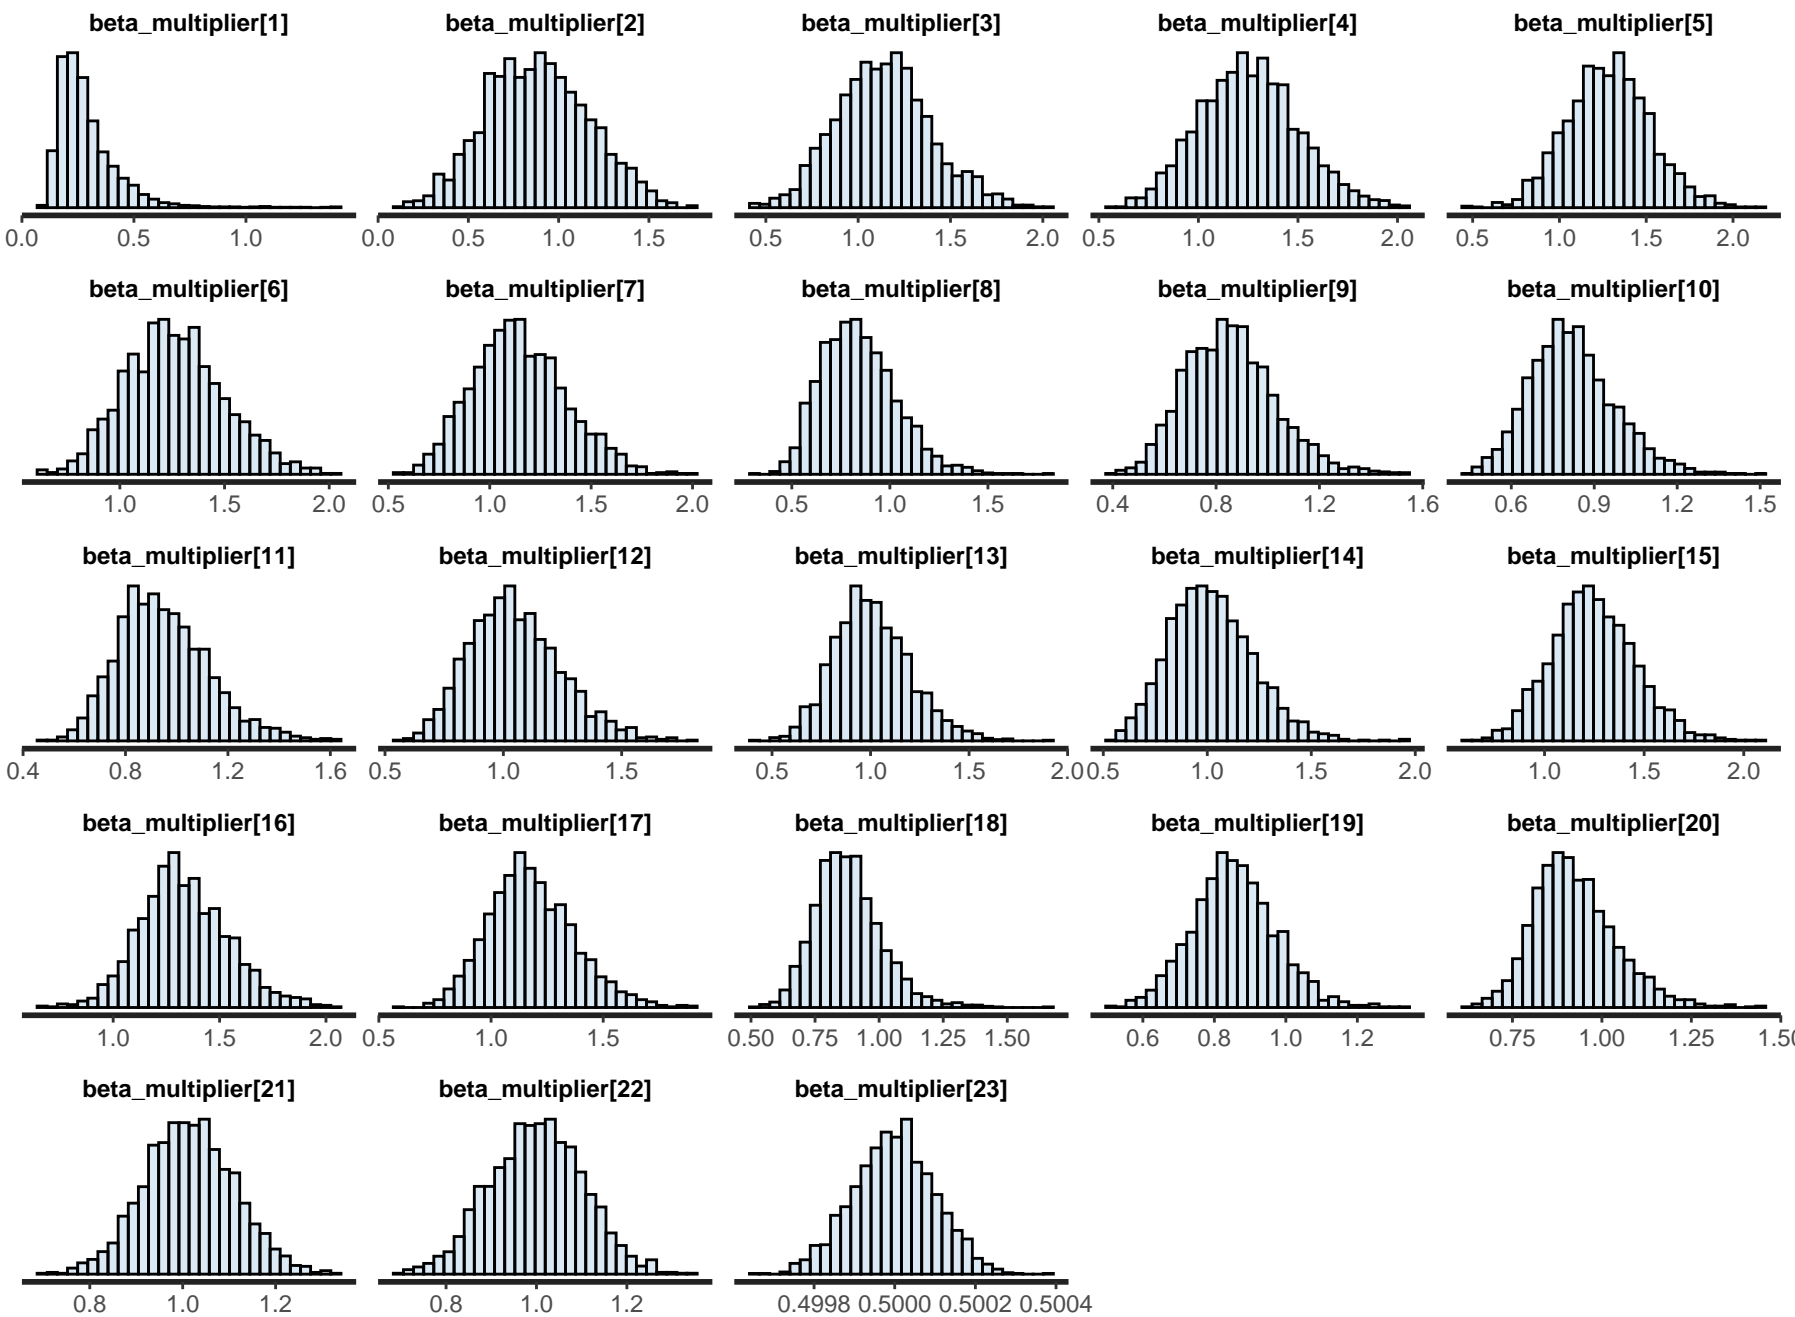 beta_multiplier[1] beta_multiplier[2] beta_multiplier[3] beta_multiplier[4] beta_multiplier[5]
0.0 0.5 1.0 0.0 0.5 1.0 1.5 0.5 1.0 1.5 2.0 0.5 1.0 1.5 2.0 0.5 1.0 1.5 2.0
beta_multiplier[6] beta_multiplier[7] beta_multiplier[8] beta_multiplier[9] beta_multiplier[10]
1.0 1.5 2.0 0.5 1.0 1.5 2.0 0.5 1.0 1.5 0.4 0.8 1.2 1.6 0.6 0.9 1.2 1.5
beta_multiplier[11] beta_multiplier[12] beta_multiplier[13] beta_multiplier[14] beta_multiplier[15]
0.4 0.8 1.2 1.6 0.5 1.0 1.5 0.5 1.0 1.5 2.0 0.5 1.0 1.5 2.0 1.0 1.5 2.0
beta_multiplier[16] beta_multiplier[17] beta_multiplier[18] beta_multiplier[19] beta_multiplier[20]
1.0 1.5 2.0 0.5 1.0 1.5 0.50 0.75 1.00 1.25 1.50 0.6 0.8 1.0 1.2 0.75 1.00 1.25 1.50
beta_multiplier[21] beta_multiplier[22] beta_multiplier[23]
0.8 1.0 1.2 0.8 1.0 1.2 0.4998 0.5000 0.5002 0.5004